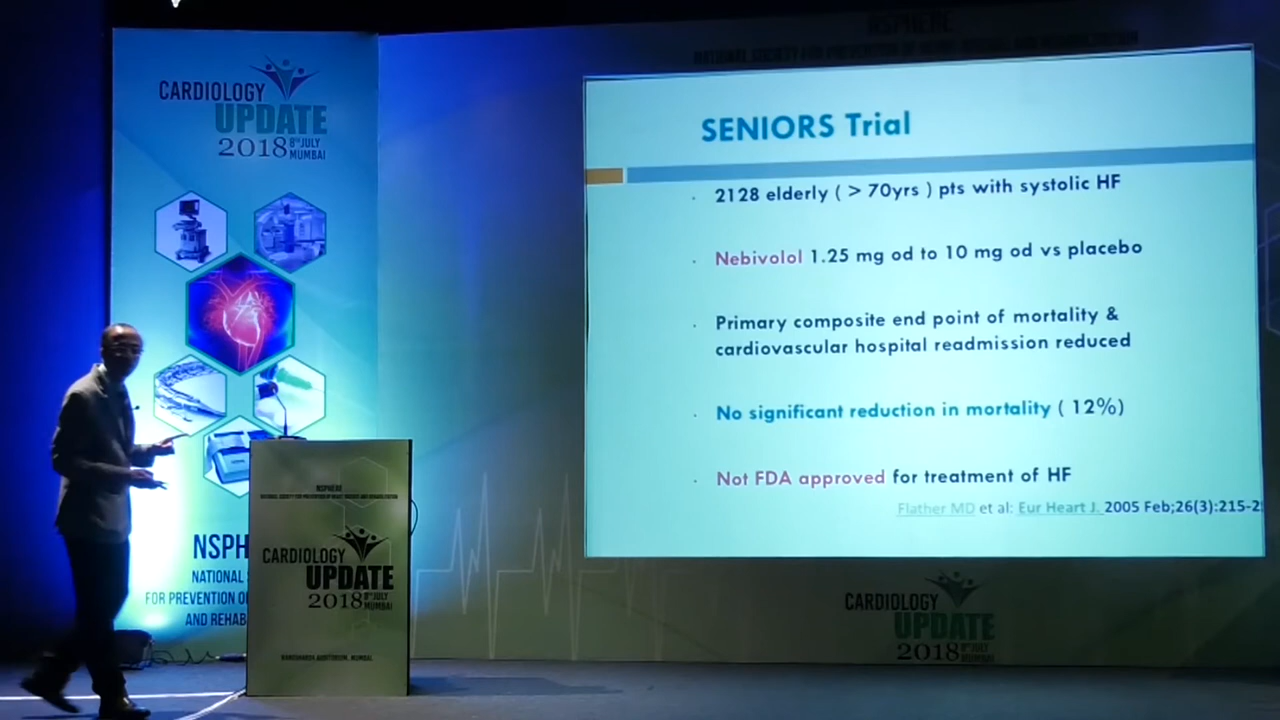 CARDIOLOGY
UPDATE
2018 8TH JULY
MUMBAI
NSPH
NATIONAL
FOR PREVENTION O
AND REHAB
NSPHERE
CARDIOLOGY
UPDATE
2018 8TH JULY
MUMBAI
SENIORS Trial
2128 elderly ( > 70yrs ) pts with systolic HF
Nebivolol 1.25 mg od to 10 mg od vs placebo
Primary composite end point of mortality &
cardiovascular hospital readmission reduced
No significant reduction in mortality ( 12%)
Not FDA approved for treatment of HF
Flather MD et al: Eur Heart J. 2005 Feb;26(3):215-2
CARDIOLOGY
UPDATE
2018 8TH JULY
MUMBAI